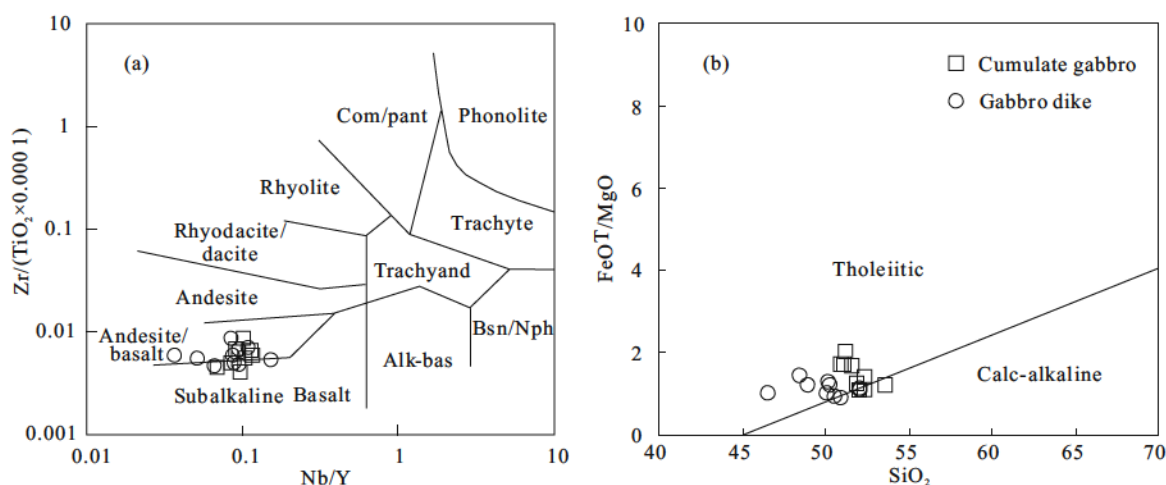 (a)
10
1
0.1
0.01
0.001
Zr/(TiO₂×0.000 1)
Com/pant
Phonolite
Rhyolite
Trachyte
Rhyodacite/
dacite
Trachyand
Andesite
Andesite/
basalt
Bsn/Nph
Alk-bas
Subalkaline Basalt
0.01
0.1
1
10
Nb/Y
(b)
10
8
6
4
2
0
FeOᵀ/MgO
Cumulate gabbro
Gabbro dike
Tholeiitic
Calc-alkaline
40
45
50
55
60
65
70
SiO₂